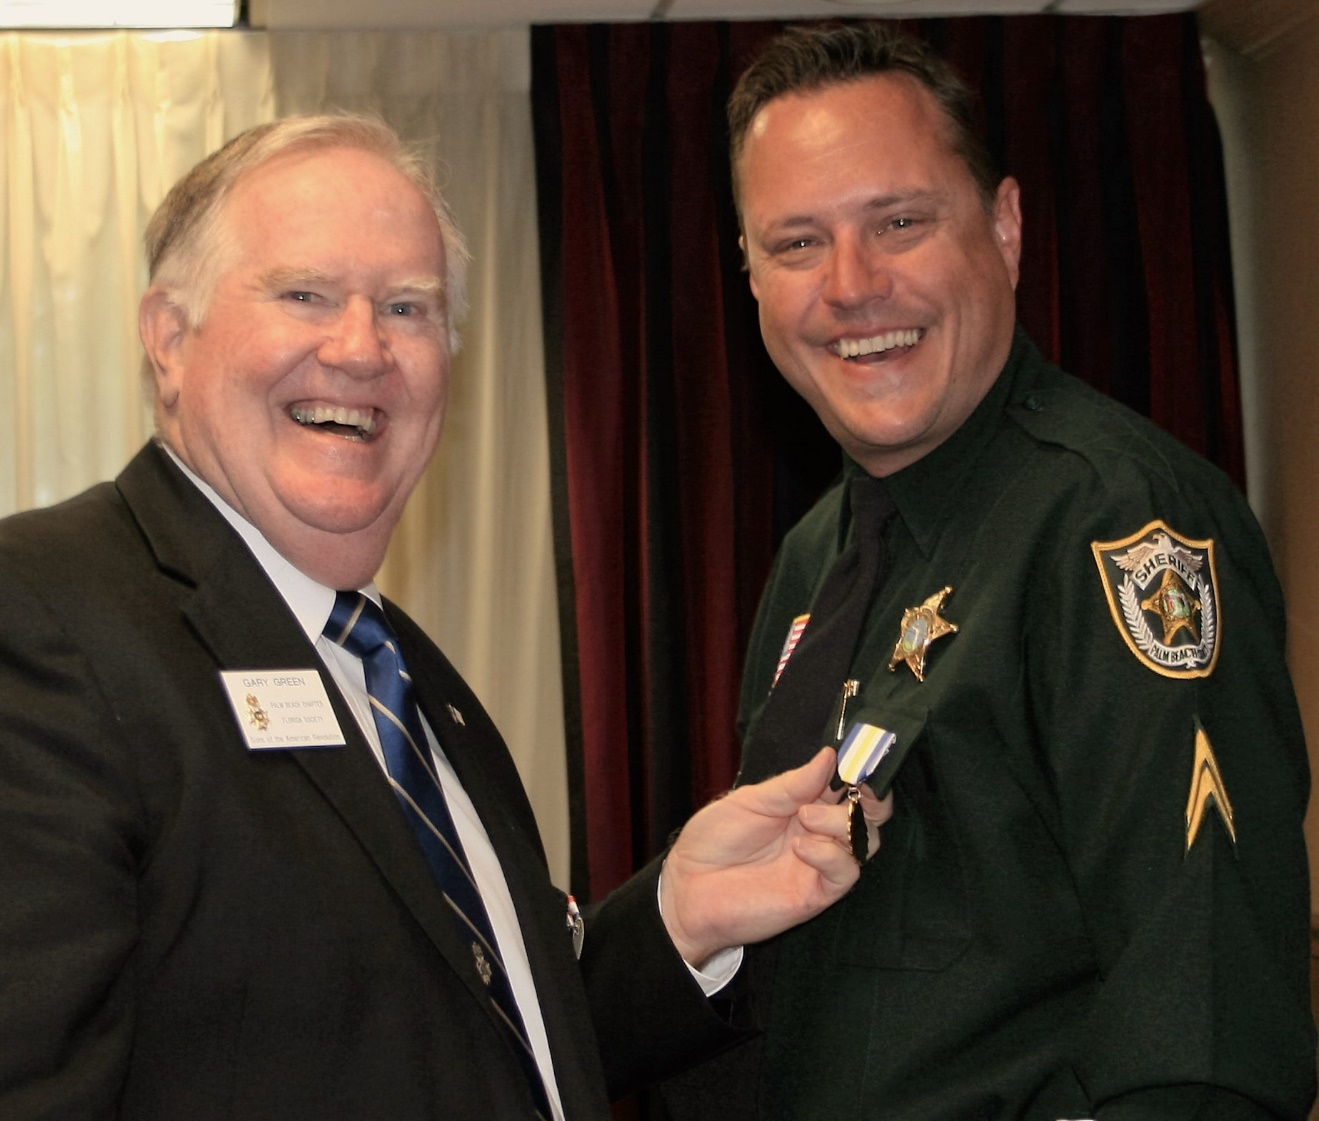 GARY GREEN
PALM BEACH CHAPTER
FLORIDA SOCIETY
Sons of the American Revolution
SHERIFF
PALM BEACH